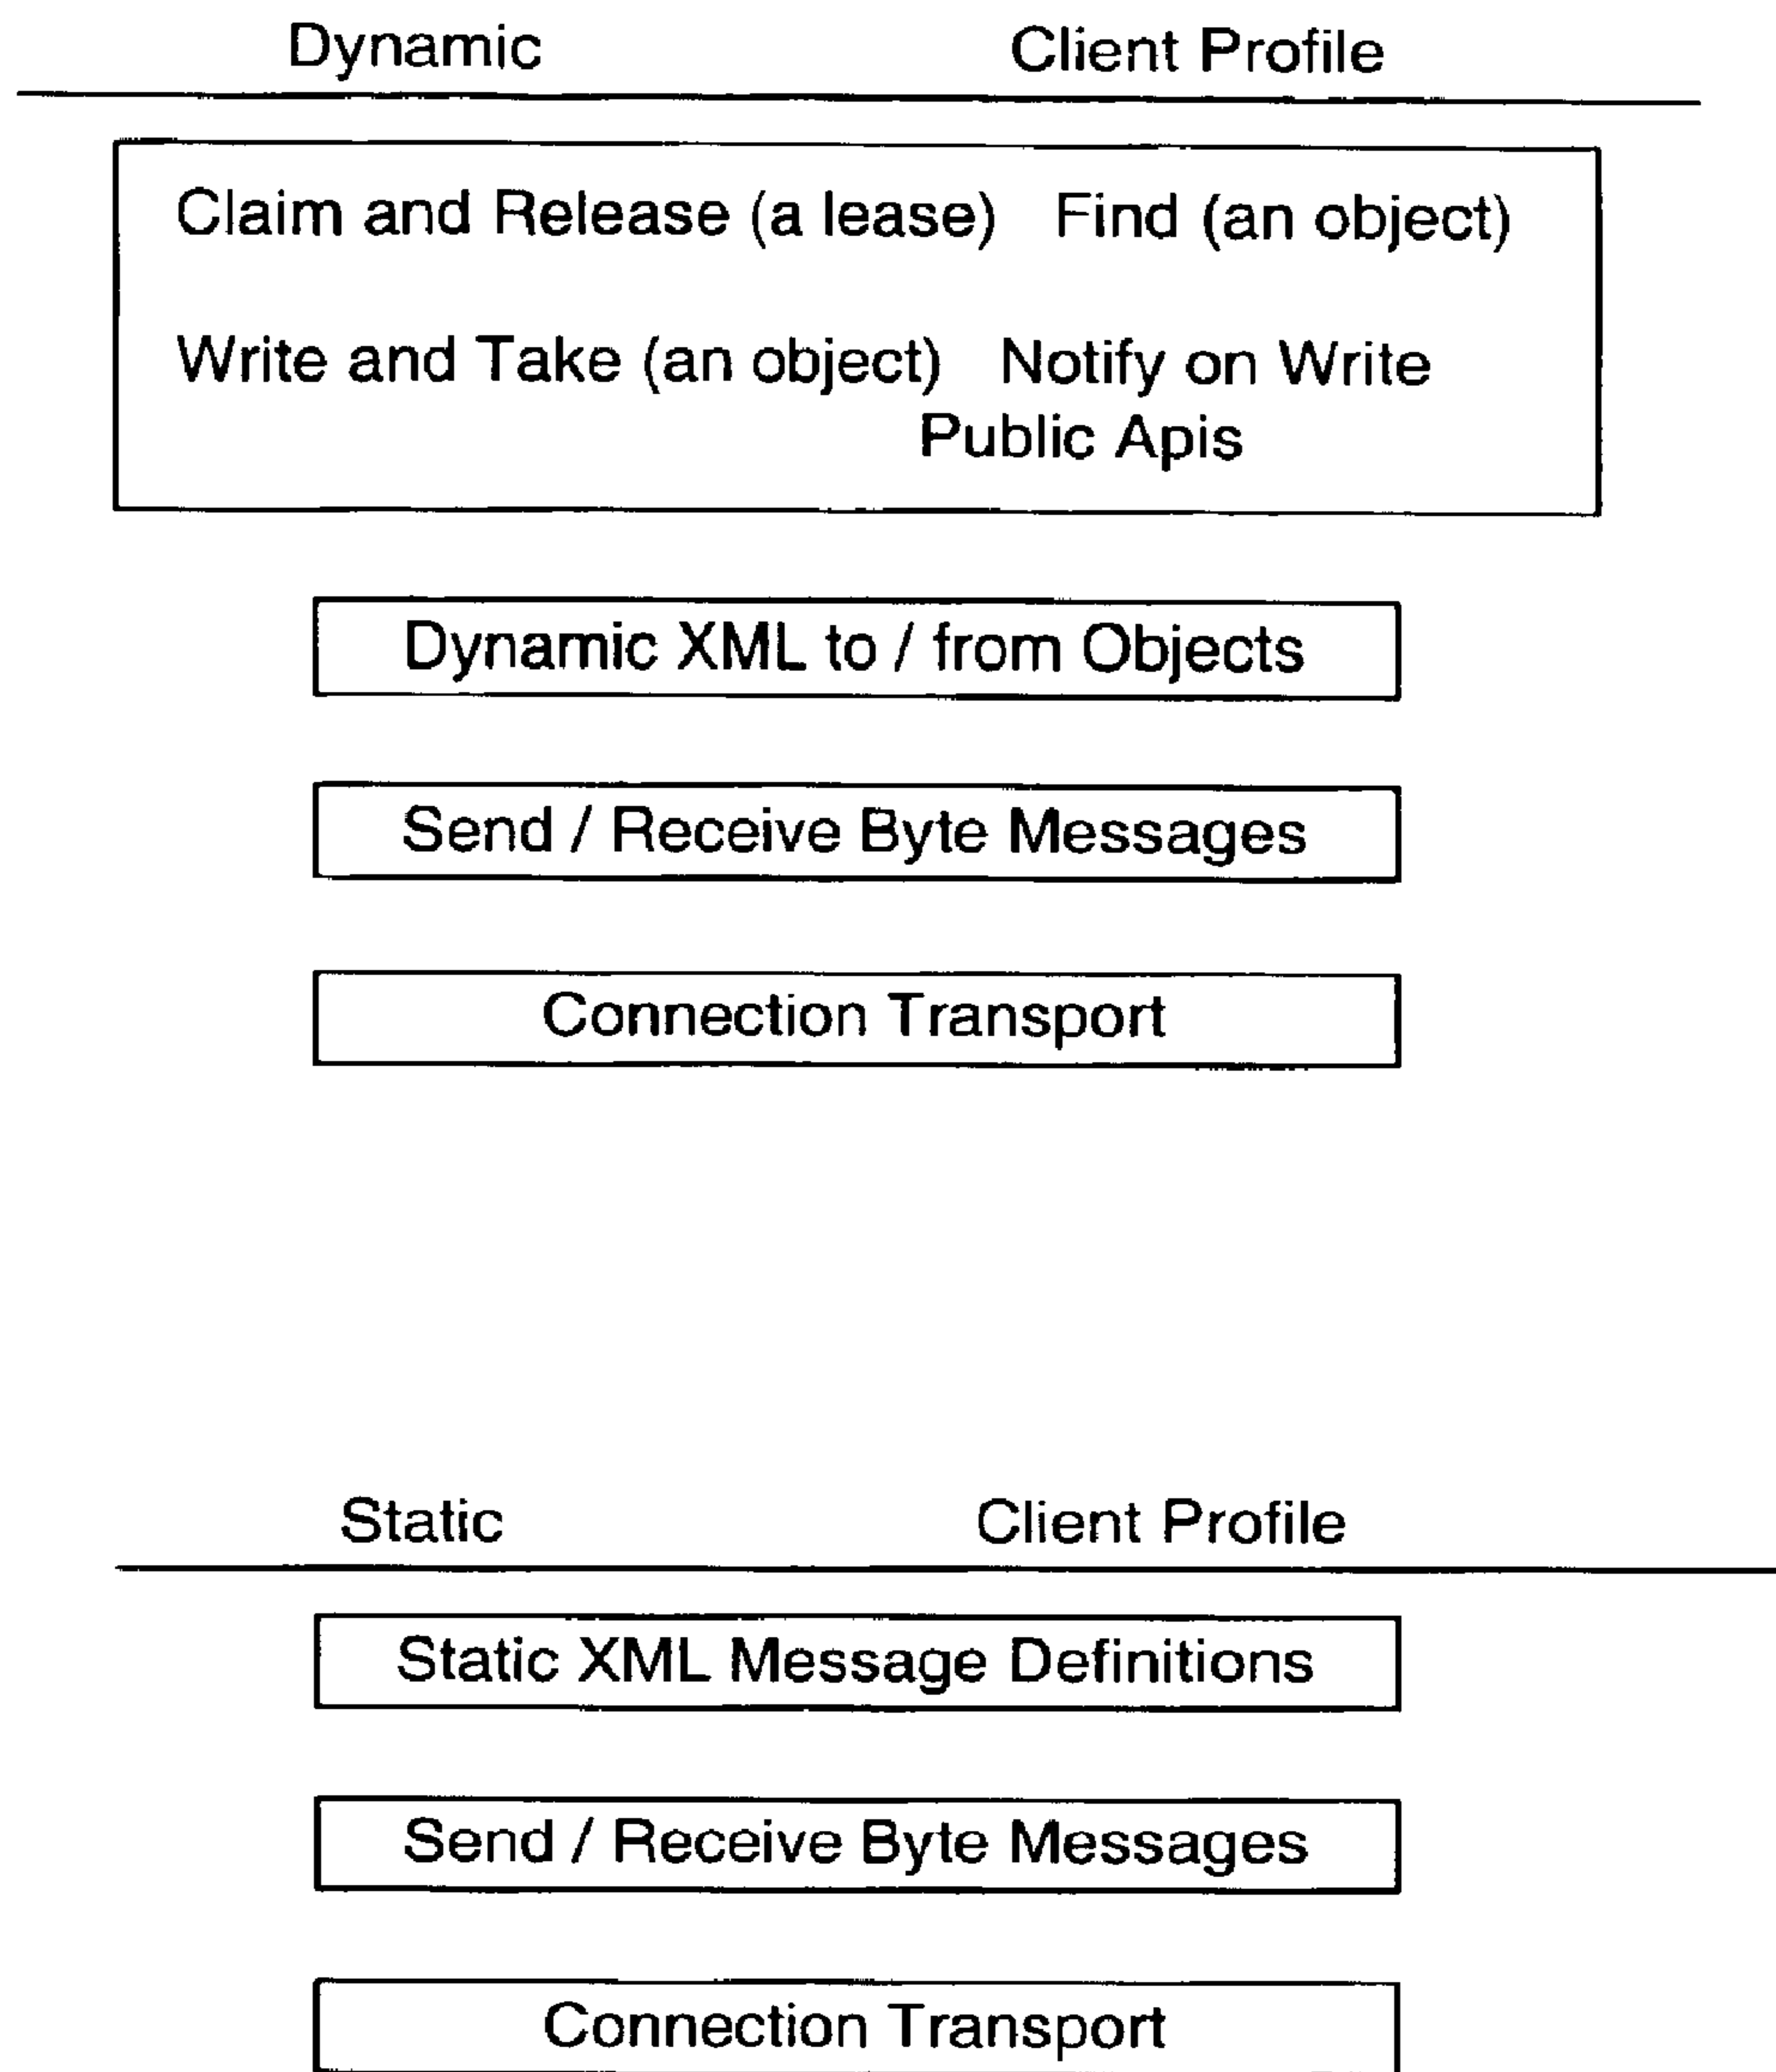 Dynamic Client Profile
Claim and Release (a lease) Find (an object)
Write and Take (an object) Notify on Write
Public Apis
Dynamic XML to / from Objects
Send / Receive Byte Messages
Connection Transport
Static Client Profile
Static XML Message Definitions
Send / Receive Byte Messages
Connection Transport